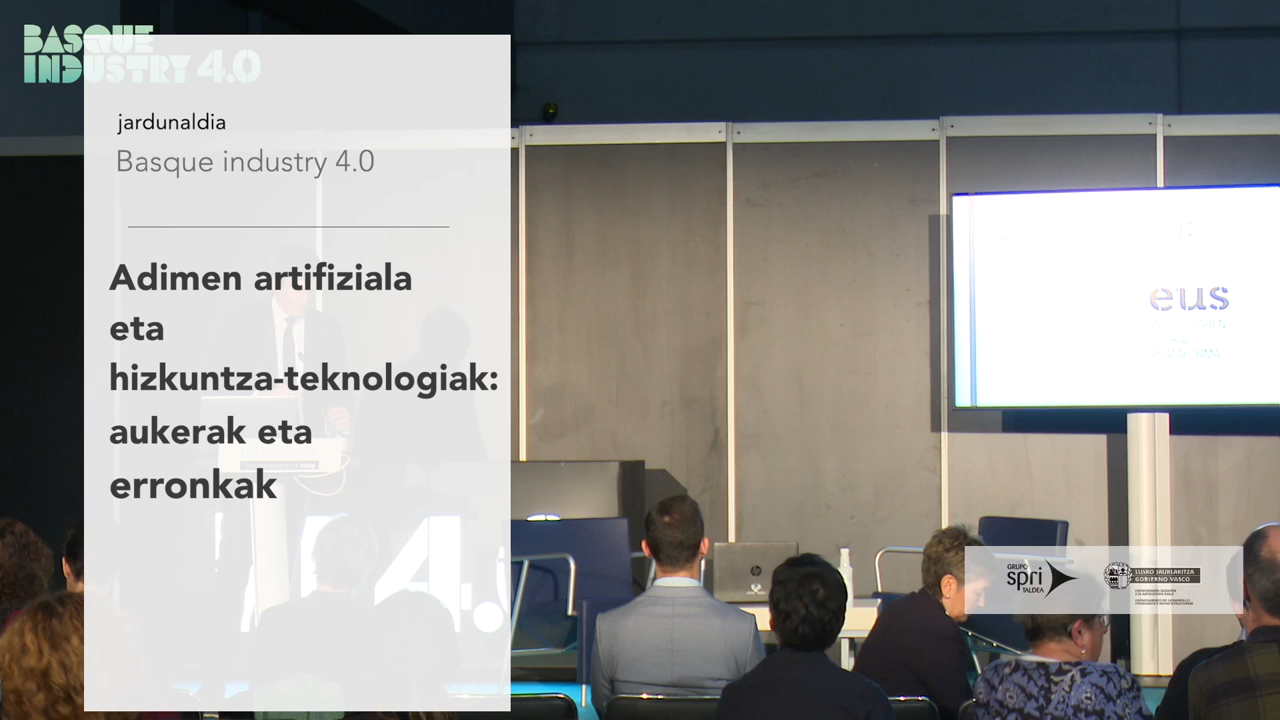 BASQUE
INDUSTRY 4.0
jardunaldia
Basque industry 4.0
Adimen artifiziala
eta
hizkuntza-teknologiak:
aukerak eta
erronkak
eus
GRUPO
spri
TALDEA
EUSKO JAURLARITZA
GOBIERNO VASCO
4.